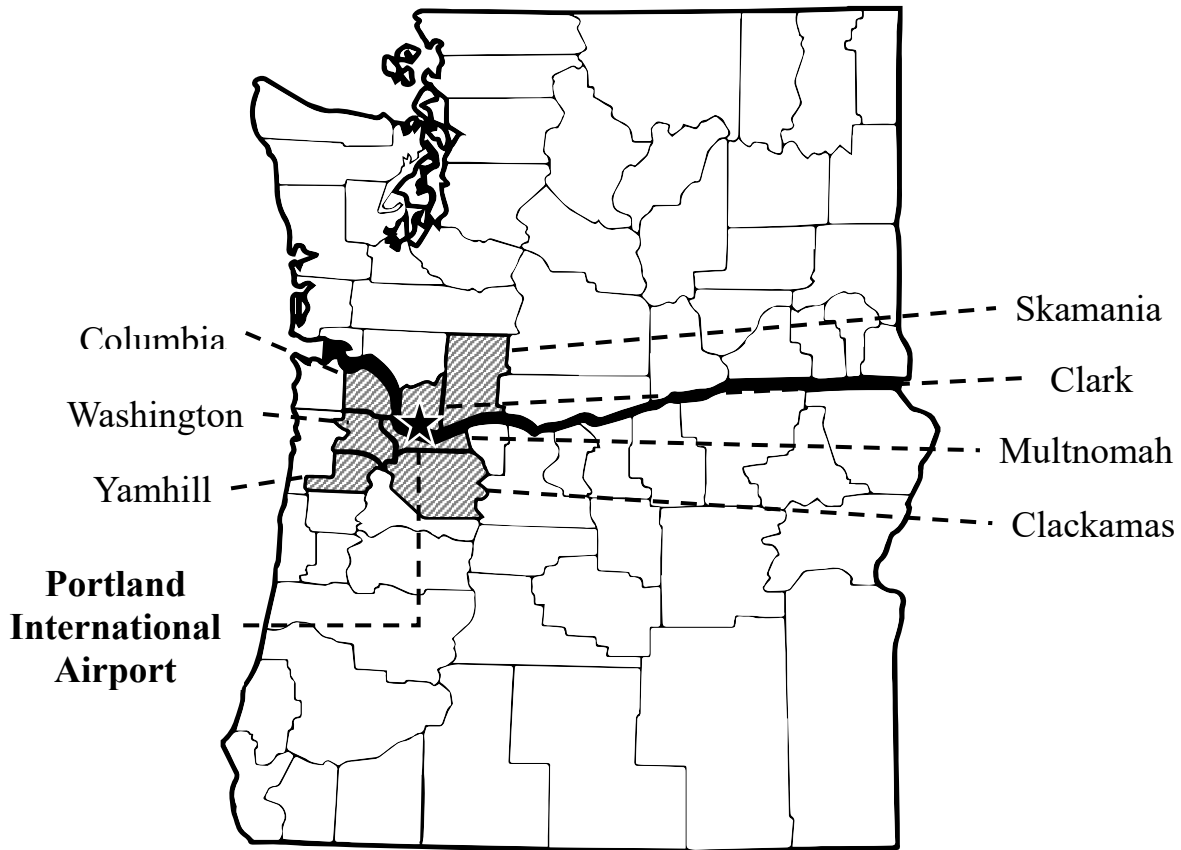 Skamania
Columbia
Clark
Washington
Multnomah
Yamhill
Clackamas
Portland
International
Airport